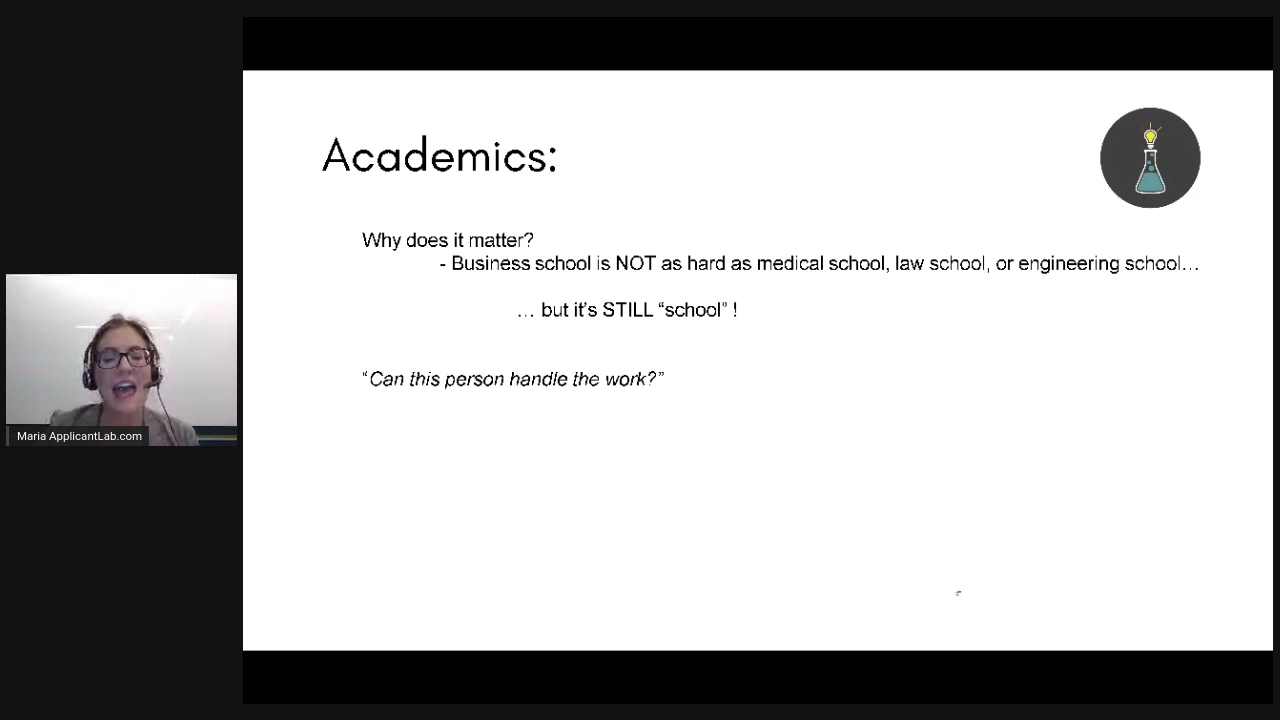 Academics:
Why does it matter?
- Business school is NOT as hard as medical school, law school, or engineering school…
… but it's STILL “school” !
“Can this person handle the work?”
Maria ApplicantLab.com